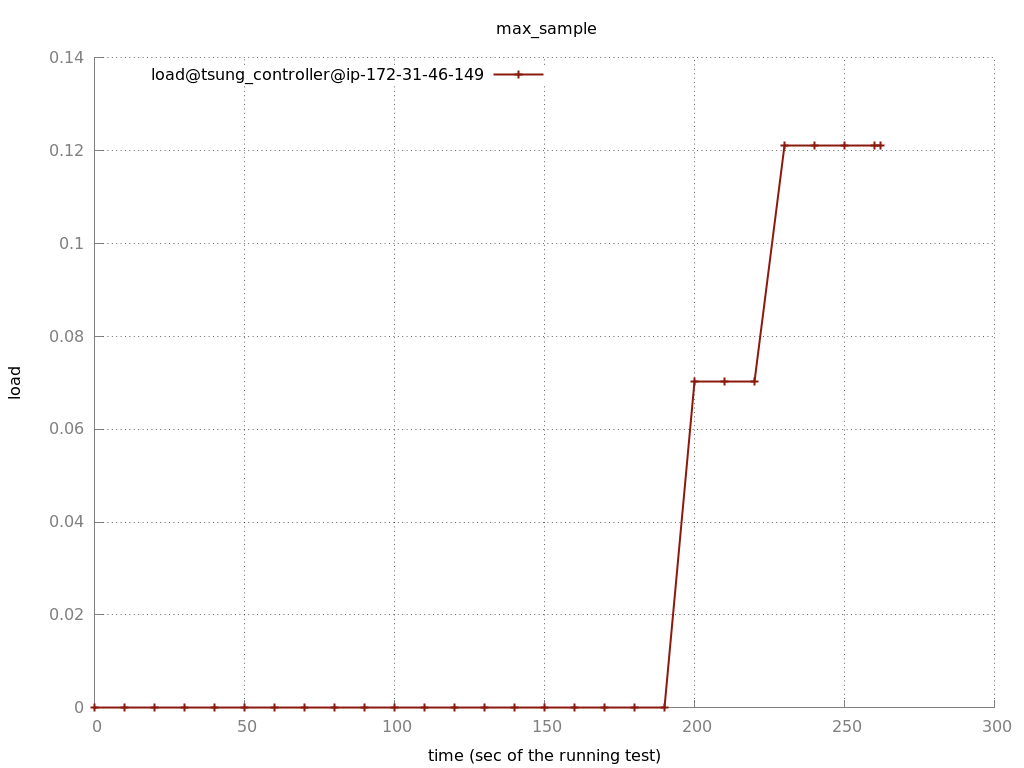 max_sample
load@tsung_controller@ip-172-31-46-149
0.14
0.12
0.1
0.08
0.06
0.04
0.02
0
load
0 50 100 150 200 250 300
time (sec of the running test)